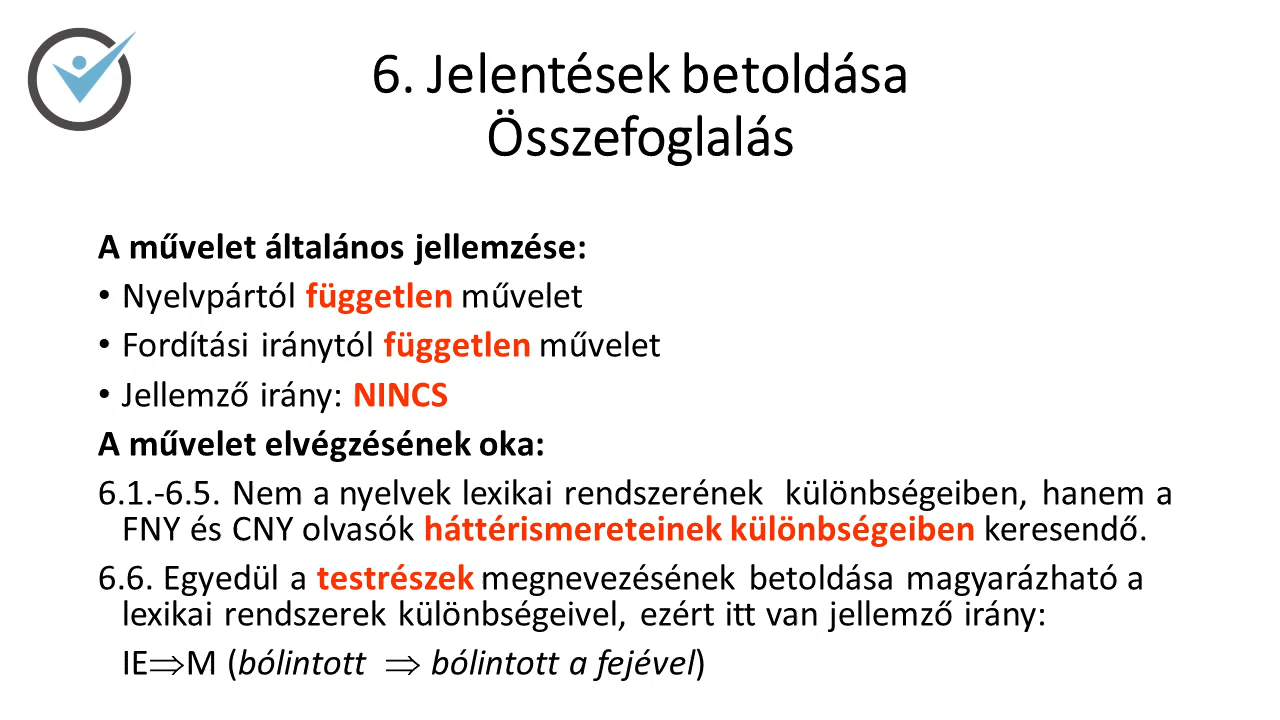 6. Jelentések betoldása
Összefoglalás
A művelet általános jellemzése:
• Nyelvpártól független művelet
• Fordítási iránytól független művelet
• Jellemző irány: NINCS
A művelet elvégzésének oka:
6.1.-6.5. Nem a nyelvek lexikai rendszerének különbségeiben, hanem a
FNY és CNY olvasók háttérismereteinek különbségeiben keresendő.
6.6. Egyedül a testrészek megnevezésének betoldása magyarázható a
lexikai rendszerek különbségeivel, ezért itt van jellemző irány:
IE⇒M (bólintott ⇒ bólintott a fejével)